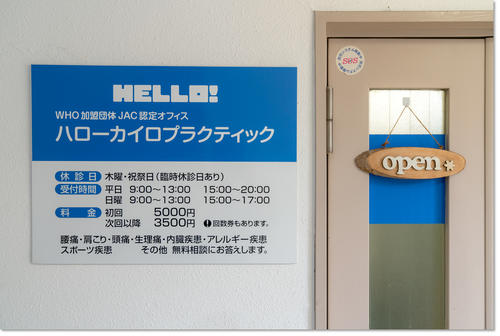 HELLO!
WHO加盟団体 JAC認定オフィス
ハローカイロプラクティック
休診日 木曜・祝祭日（臨時休診日あり）
受付時間 平日 9:00〜13:00 15:00〜20:00
日曜 9:00〜13:00 15:00〜17:00
料金 初回 5000円
次回以降 3500円 ! 回数券もあります。
腰痛・肩こり・頭痛・生理痛・内臓疾患・アレルギー疾患
スポーツ疾患 その他 無料相談にお答えします。
SOS
open